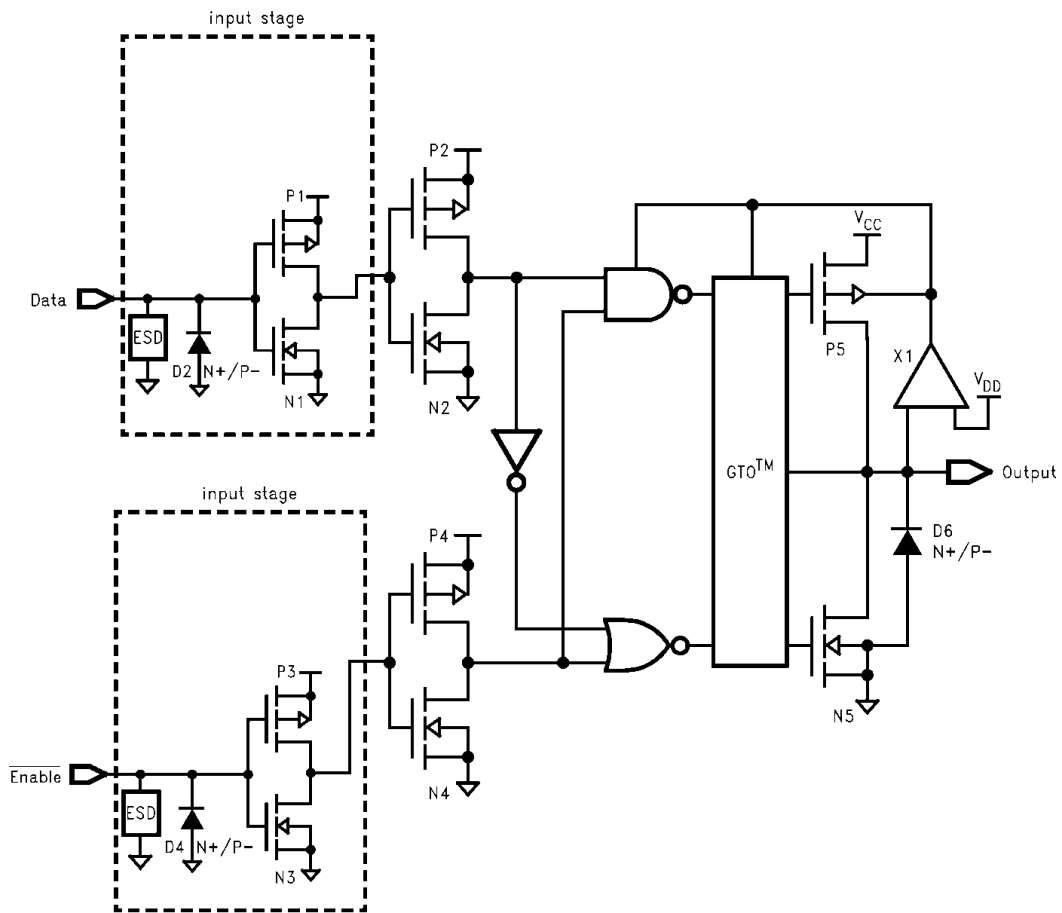 input stage
P2
P1
V_CC
Data
ESD
D2 N+/P-
N1
N2
P5
X1
V_DD
GTO™
Output
input stage
D6
N+/P-
P4
P3
N5
Enable
ESD
D4 N+/P-
N3
N4